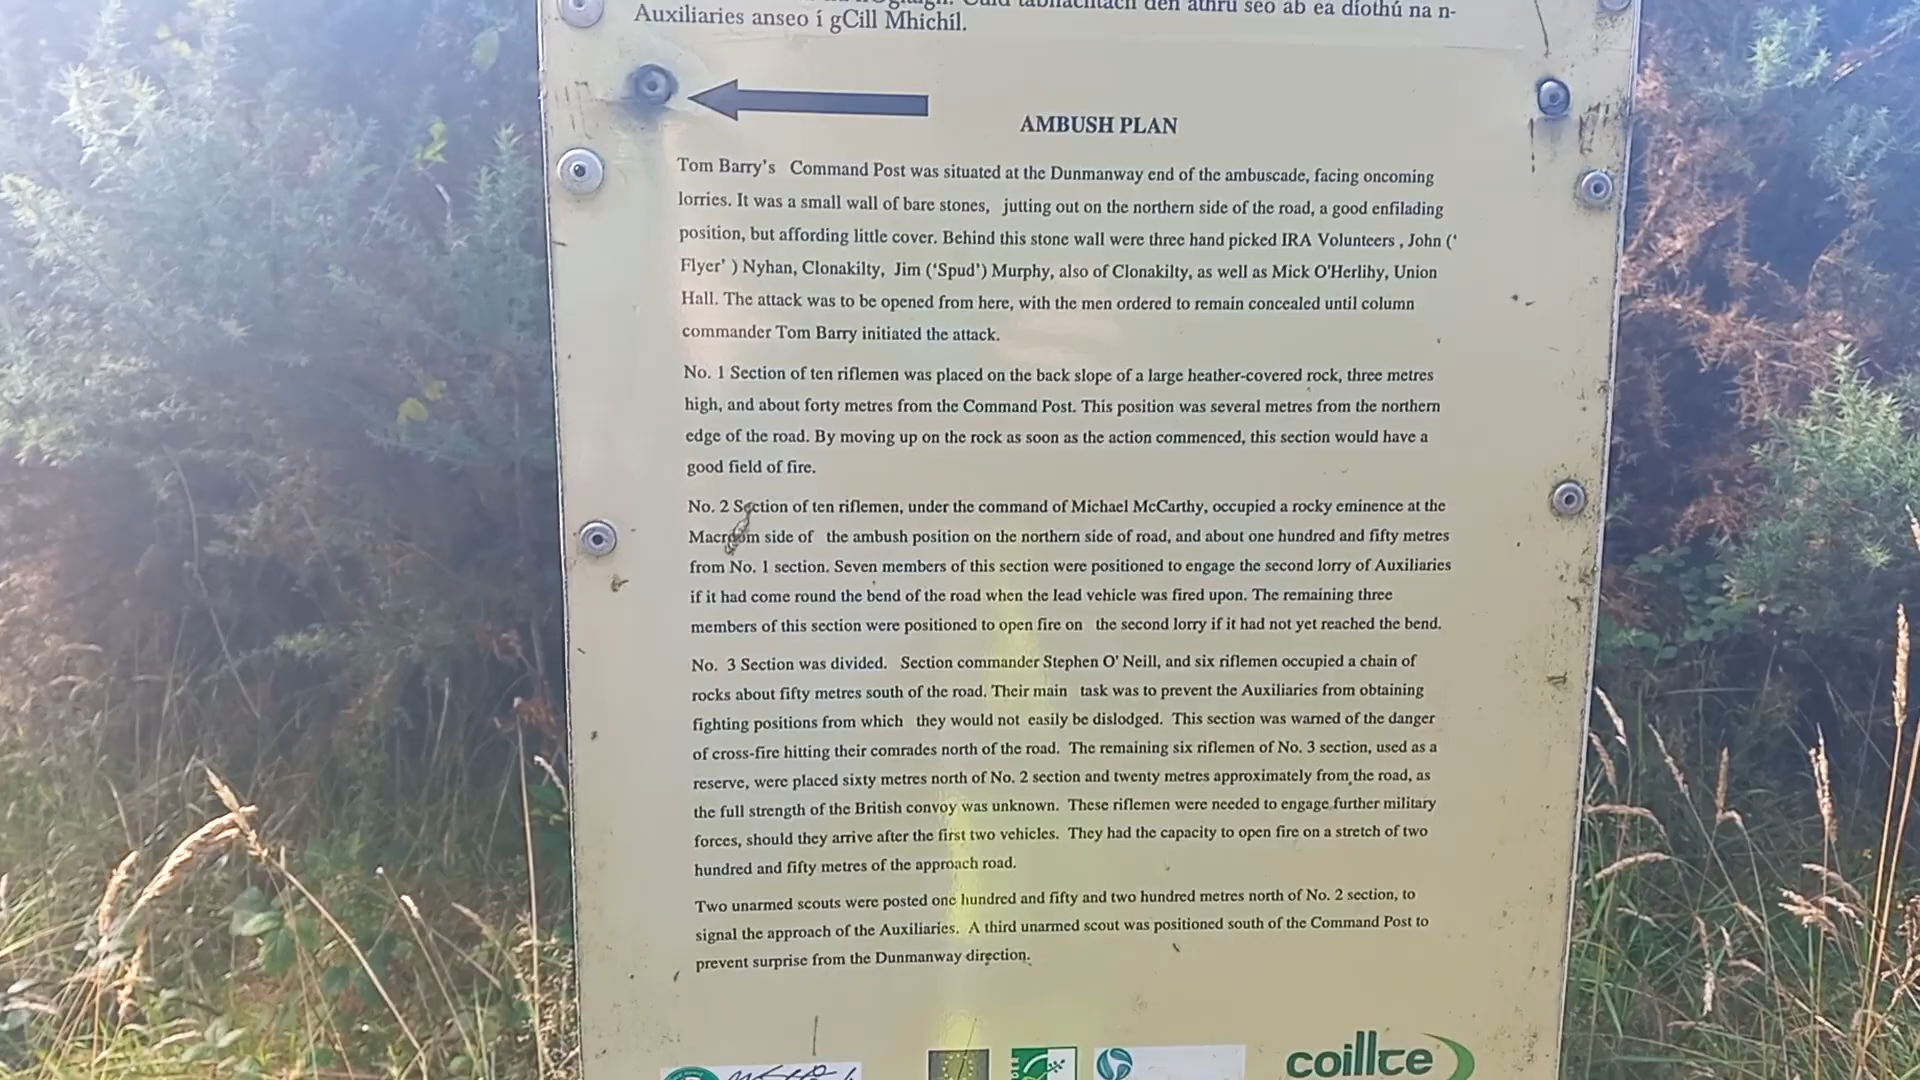 den athrú seo ab ea díothú na n-
Auxiliaries anseo í gCill Mhichíl.
AMBUSH PLAN
Tom Barry's Command Post was situated at the Dunmanway end of the ambuscade, facing oncoming
lorries. It was a small wall of bare stones, jutting out on the northern side of the road, a good enfilading
position, but affording little cover. Behind this stone wall were three hand picked IRA Volunteers , John ('
Flyer' ) Nyhan, Clonakilty, Jim ('Spud') Murphy, also of Clonakilty, as well as Mick O'Herlihy, Union
Hall. The attack was to be opened from here, with the men ordered to remain concealed until column
commander Tom Barry initiated the attack.
No. 1 Section of ten riflemen was placed on the back slope of a large heather-covered rock, three metres
high, and about forty metres from the Command Post. This position was several metres from the northern
edge of the road. By moving up on the rock as soon as the action commenced, this section would have a
good field of fire.
No. 2 Section of ten riflemen, under the command of Michael McCarthy, occupied a rocky eminence at the
Macroom side of the ambush position on the northern side of road, and about one hundred and fifty metres
from No. 1 section. Seven members of this section were positioned to engage the second lorry of Auxiliaries
if it had come round the bend of the road when the lead vehicle was fired upon. The remaining three
members of this section were positioned to open fire on the second lorry if it had not yet reached the bend.
No. 3 Section was divided. Section commander Stephen O' Neill, and six riflemen occupied a chain of
rocks about fifty metres south of the road. Their main task was to prevent the Auxiliaries from obtaining
fighting positions from which they would not easily be dislodged. This section was warned of the danger
of cross-fire hitting their comrades north of the road. The remaining six riflemen of No. 3 section, used as a
reserve, were placed sixty metres north of No. 2 section and twenty metres approximately from the road, as
the full strength of the British convoy was unknown. These riflemen were needed to engage further military
forces, should they arrive after the first two vehicles. They had the capacity to open fire on a stretch of two
hundred and fifty metres of the approach road.
Two unarmed scouts were posted one hundred and fifty and two hundred metres north of No. 2 section, to
signal the approach of the Auxiliaries. A third unarmed scout was positioned south of the Command Post to
prevent surprise from the Dunmanway direction.
coillte